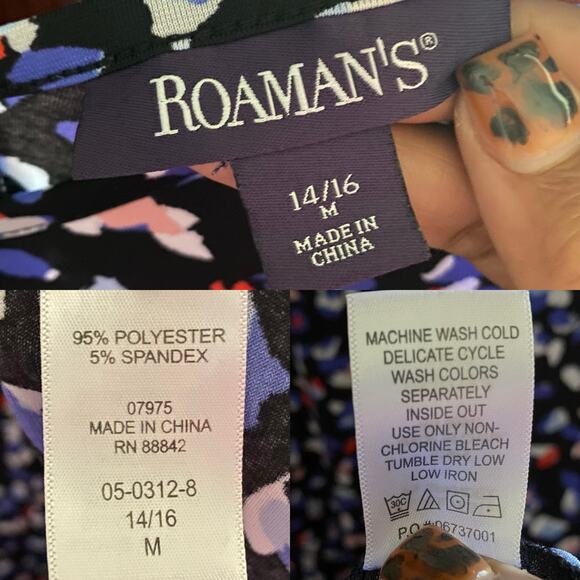 ROAMAN'S®
14/16
M
MADE IN
CHINA
95% POLYESTER
5% SPANDEX
07975
MADE IN CHINA
RN 88842
05-0312-8
14/16
M
MACHINE WASH COLD
DELICATE CYCLE
WASH COLORS
SEPARATELY
INSIDE OUT
USE ONLY NON-
CHLORINE BLEACH
TUMBLE DRY LOW
LOW IRON
30C
P.O.# 06737001